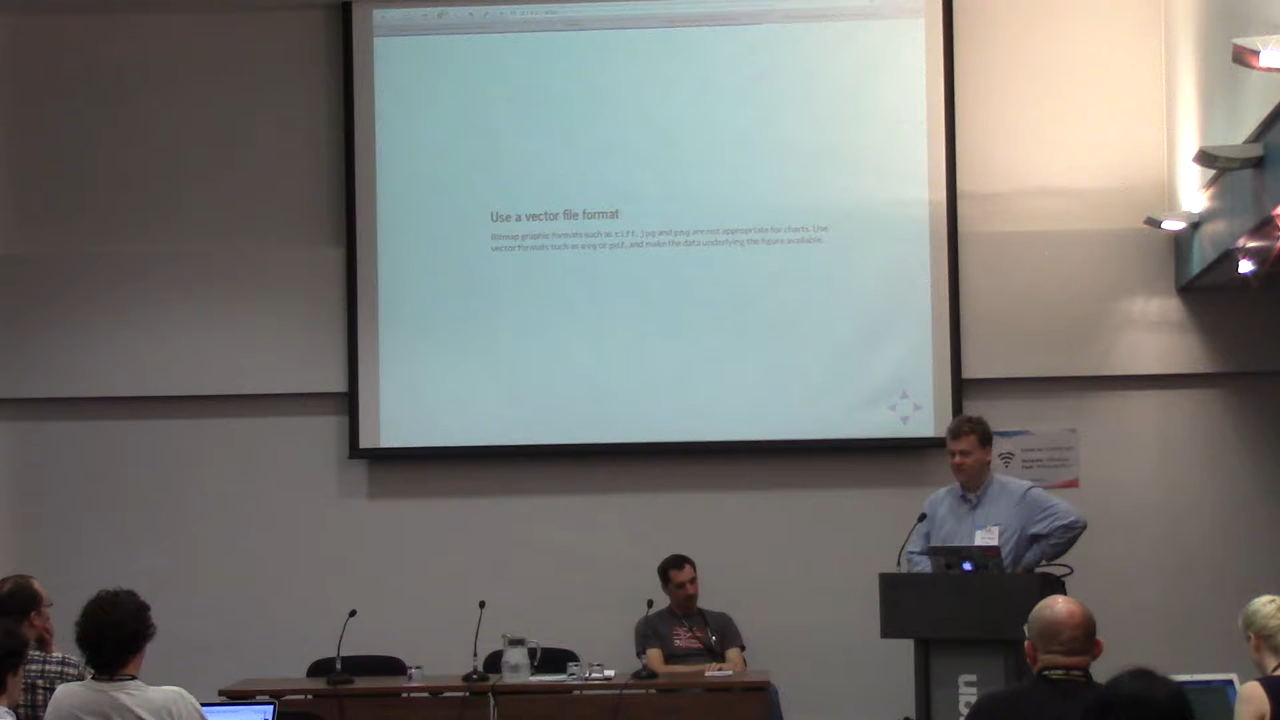 Use a vector file format
Bitmap graphic formats such as tiff, jpg and png are not appropriate for charts. Use
vector formats such as svg or pdf, and make the data underlying the figure available.
an